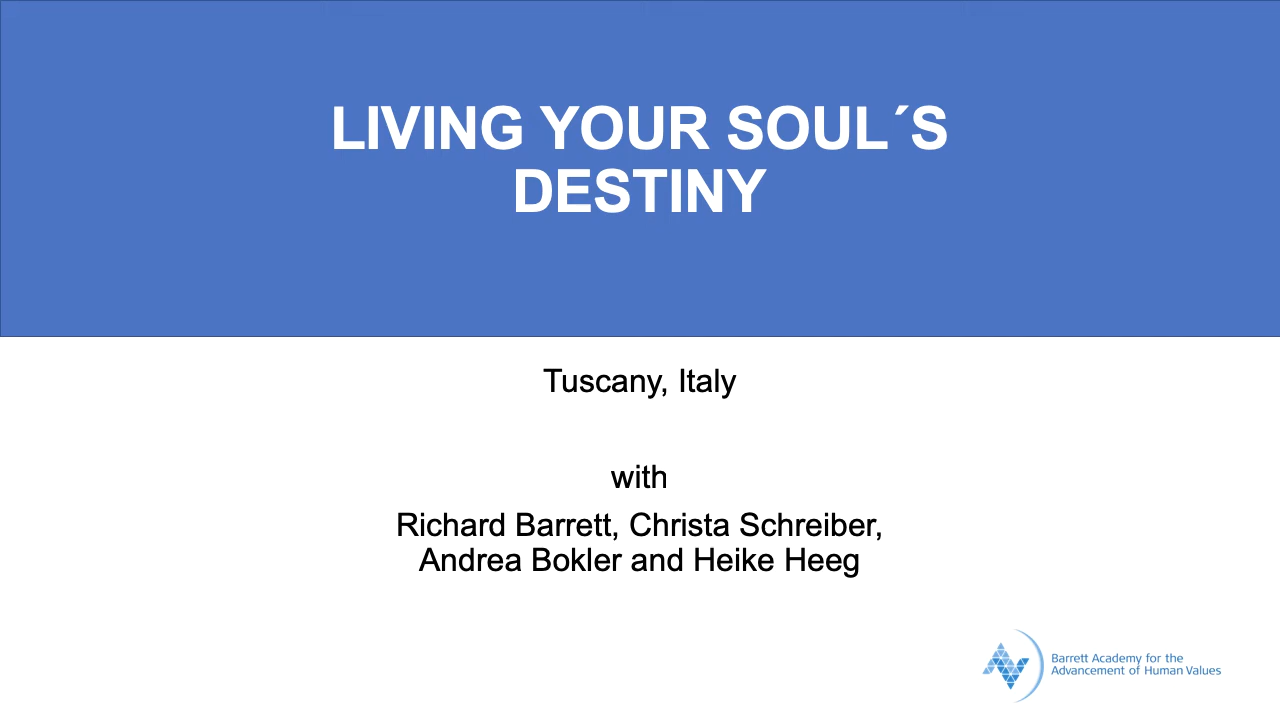 LIVING YOUR SOUL´S
DESTINY
Tuscany, Italy
with
Richard Barrett, Christa Schreiber,
Andrea Bokler and Heike Heeg
Barrett Academy for the
Advancement of Human Values